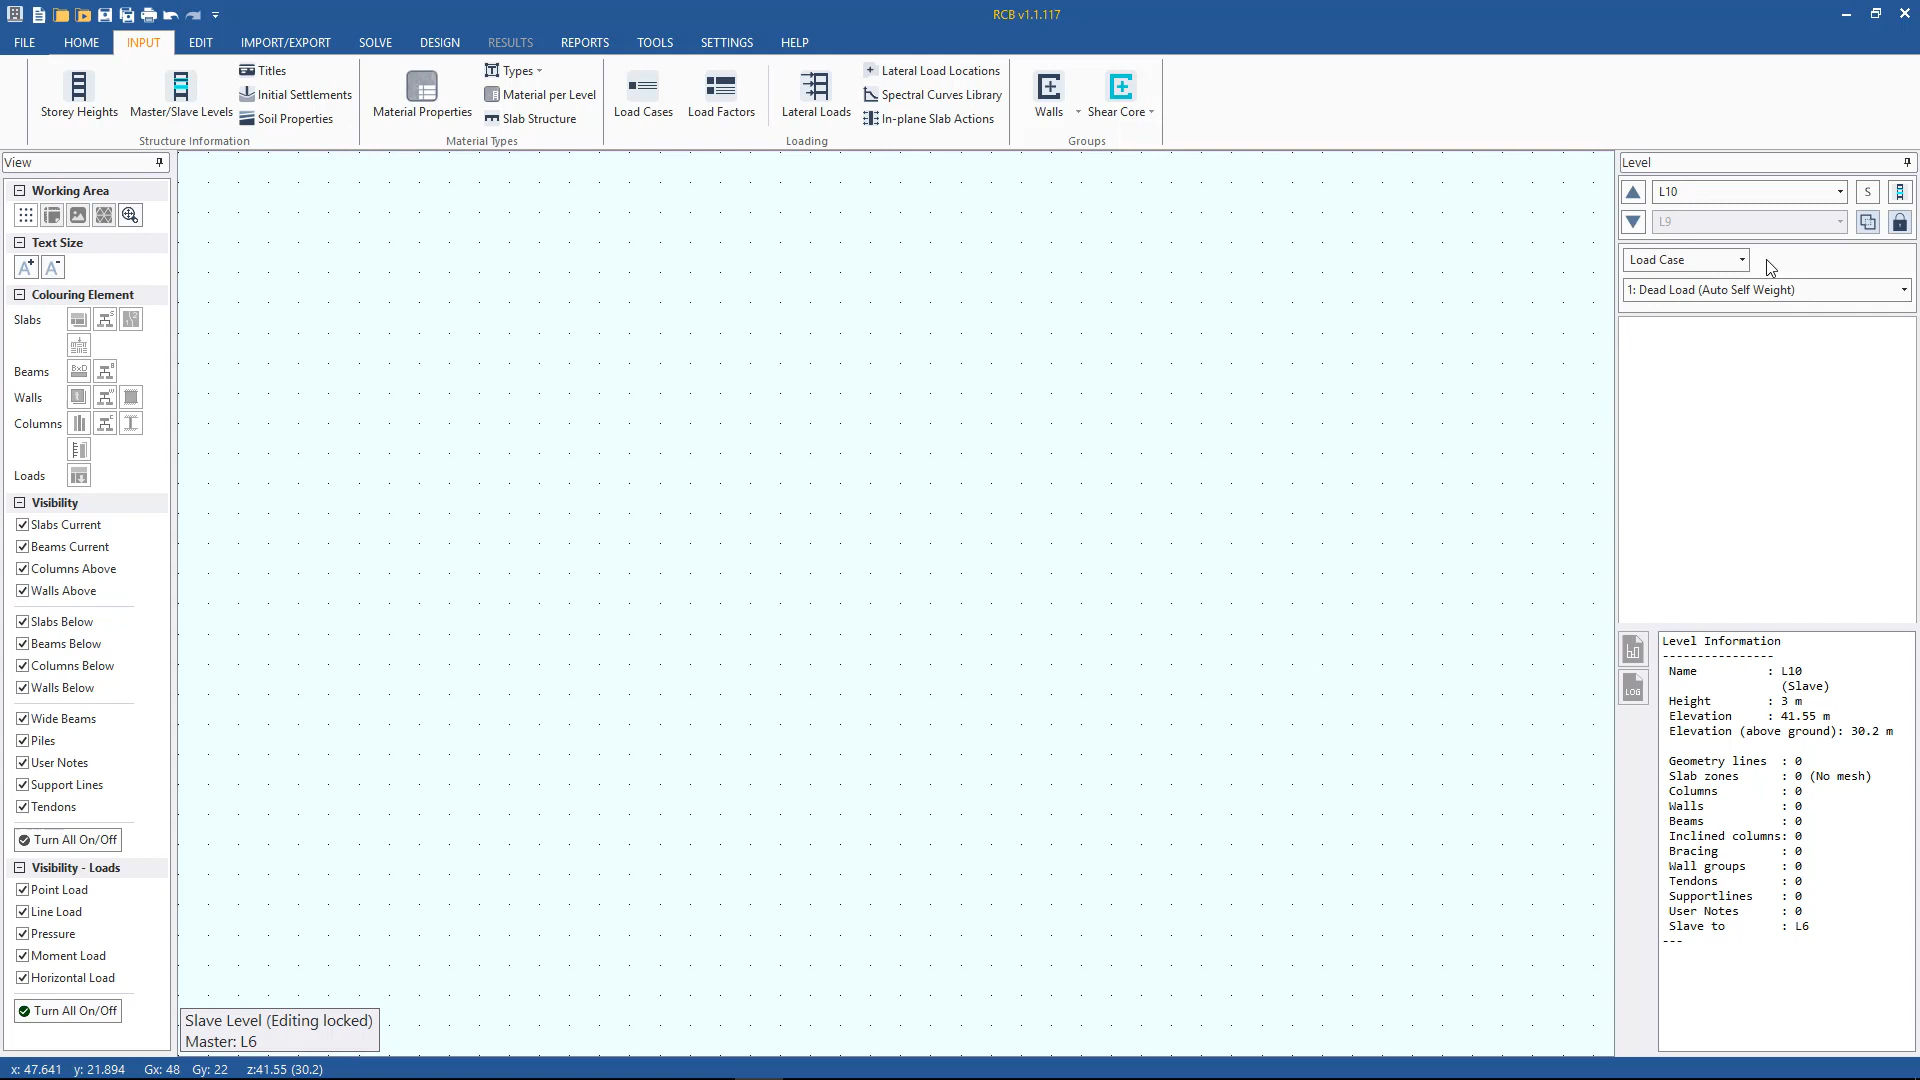 RCB v1.1.117
FILE HOME INPUT EDIT IMPORT/EXPORT SOLVE DESIGN RESULTS REPORTS TOOLS SETTINGS HELP
Storey Heights
Master/Slave Levels
Titles
Initial Settlements
Soil Properties
Structure Information
Material Properties
Types
Material per Level
Slab Structure
Material Types
Load Cases
Load Factors
Lateral Loads
Lateral Load Locations
Spectral Curves Library
In-plane Slab Actions
Loading
Walls
Shear Core
Groups
View
Working Area
Text Size
A+ A-
Colouring Element
Slabs
Beams
BxD
Walls
Columns
Loads
Visibility
Slabs Current
Beams Current
Columns Above
Walls Above
Slabs Below
Beams Below
Columns Below
Walls Below
Wide Beams
Piles
User Notes
Support Lines
Tendons
Turn All On/Off
Visibility - Loads
Point Load
Line Load
Pressure
Moment Load
Horizontal Load
Turn All On/Off
Slave Level (Editing locked)
Master: L6
Level
L10
S
L9
Load Case
1: Dead Load (Auto Self Weight)
LOG
Level Information
----------------
Name : L10
(Slave)
Height : 3 m
Elevation : 41.55 m
Elevation (above ground): 30.2 m
Geometry lines : 0
Slab zones : 0 (No mesh)
Columns : 0
Walls : 0
Beams : 0
Inclined columns: 0
Bracing : 0
Wall groups : 0
Tendons : 0
Supportlines : 0
User Notes : 0
Slave to : L6
---
x: 47.641 y: 21.894 Gx: 48 Gy: 22 z:41.55 (30.2)